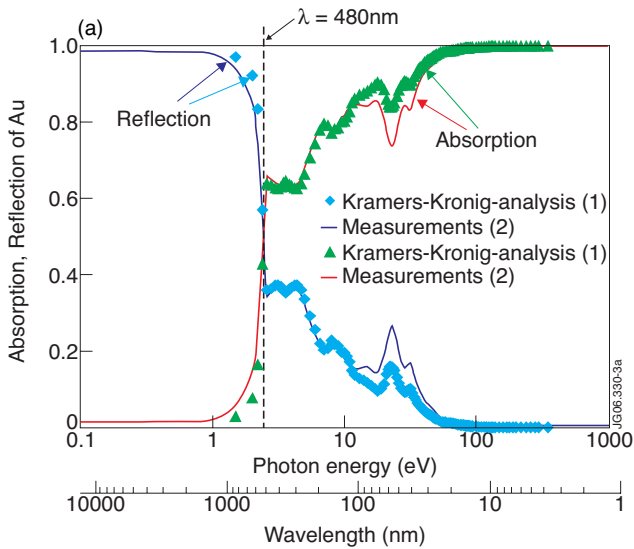 λ = 480nm
(a)
1.0
0.8
0.6
0.4
0.2
0
Absorption, Reflection of Au
Reflection
Absorption
Kramers-Kronig-analysis (1)
Measurements (2)
Kramers-Kronig-analysis (1)
Measurements (2)
JG06.330-3a
0.1 1 10 100 1000
Photon energy (eV)
10000 1000 100 10 1
Wavelength (nm)